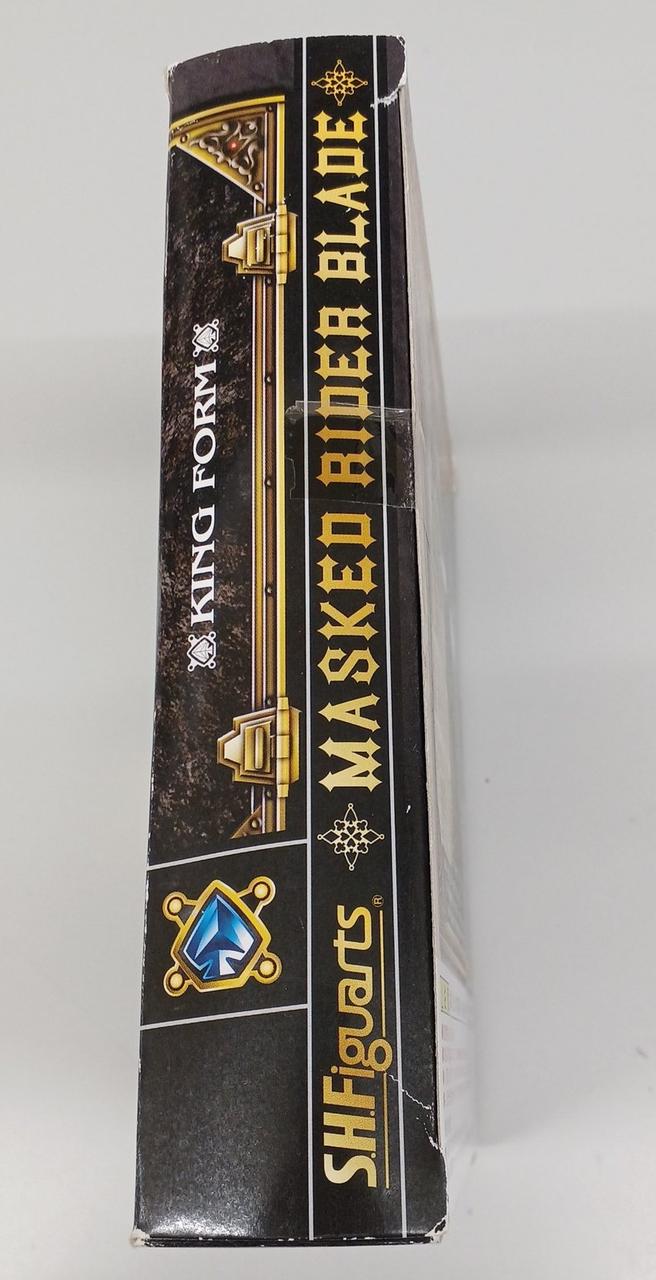 KING FORM
MASKED RIDER BLADE
S.H.Figuarts®